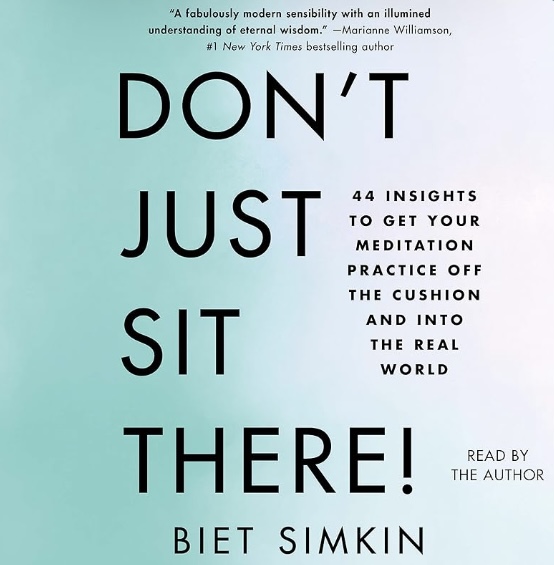 “A fabulously modern sensibility with an illumined
understanding of eternal wisdom.” —Marianne Williamson,
#1 New York Times bestselling author
DON’T
JUST
SIT
THERE!
44 INSIGHTS
TO GET YOUR
MEDITATION
PRACTICE OFF
THE CUSHION
AND INTO
THE REAL
WORLD
READ BY
THE AUTHOR
BIET SIMKIN